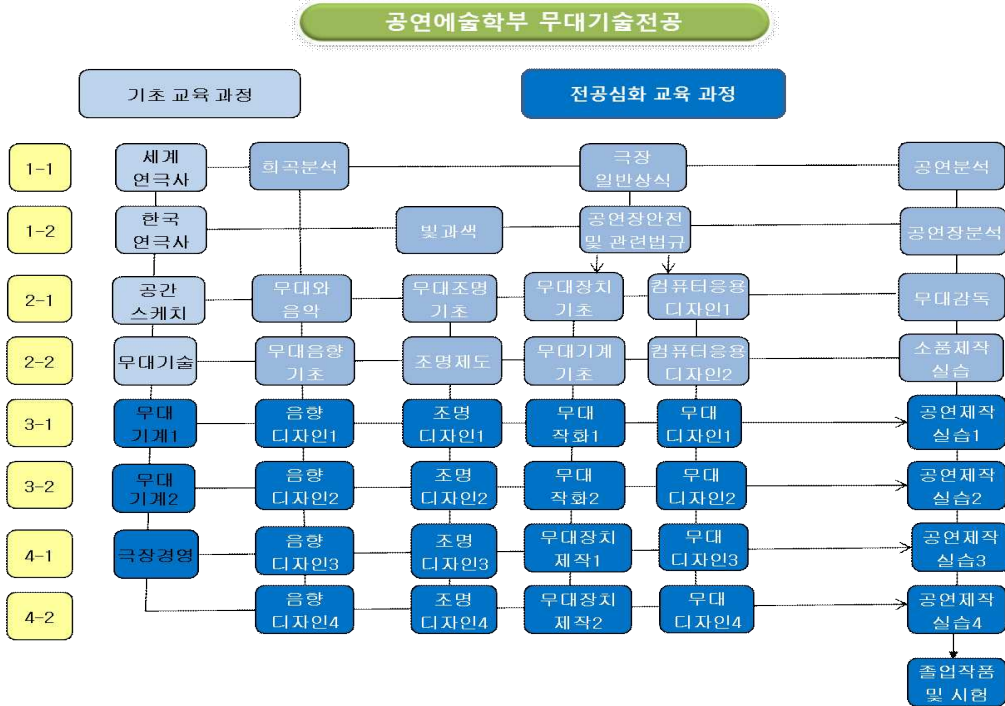 공연예술학부 무대기술전공
기초 교육 과정
전공심화 교육 과정
1-1
세계
연극사
희곡분석
극장
일반상식
공연분석
1-2
한국
연극사
빛과색
공연장안전
및 관련법규
공연장분석
2-1
공간
스케치
무대와
음악
무대조명
기초
무대장치
기초
컴퓨터응용
디자인1
무대감독
2-2
무대기술
무대음향
기초
조명제도
무대기계
기초
컴퓨터응용
디자인2
소품제작
실습
3-1
무대
기계1
음향
디자인1
조명
디자인1
무대
작화1
무대
디자인1
공연제작
실습1
3-2
무대
기계2
음향
디자인2
조명
디자인2
무대
작화2
무대
디자인2
공연제작
실습2
4-1
극장경영
음향
디자인3
조명
디자인3
무대장치
제작1
무대
디자인3
공연제작
실습3
4-2
음향
디자인4
조명
디자인4
무대장치
제작2
무대
디자인4
공연제작
실습4
졸업작품
및 시험